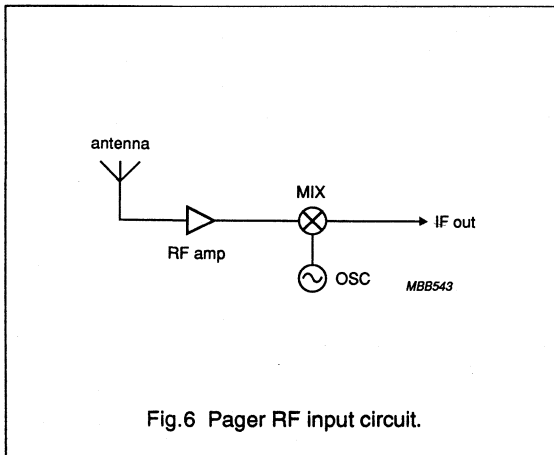 antenna
MIX
IF out
RF amp
OSC
MBB543
Fig.6 Pager RF input circuit.